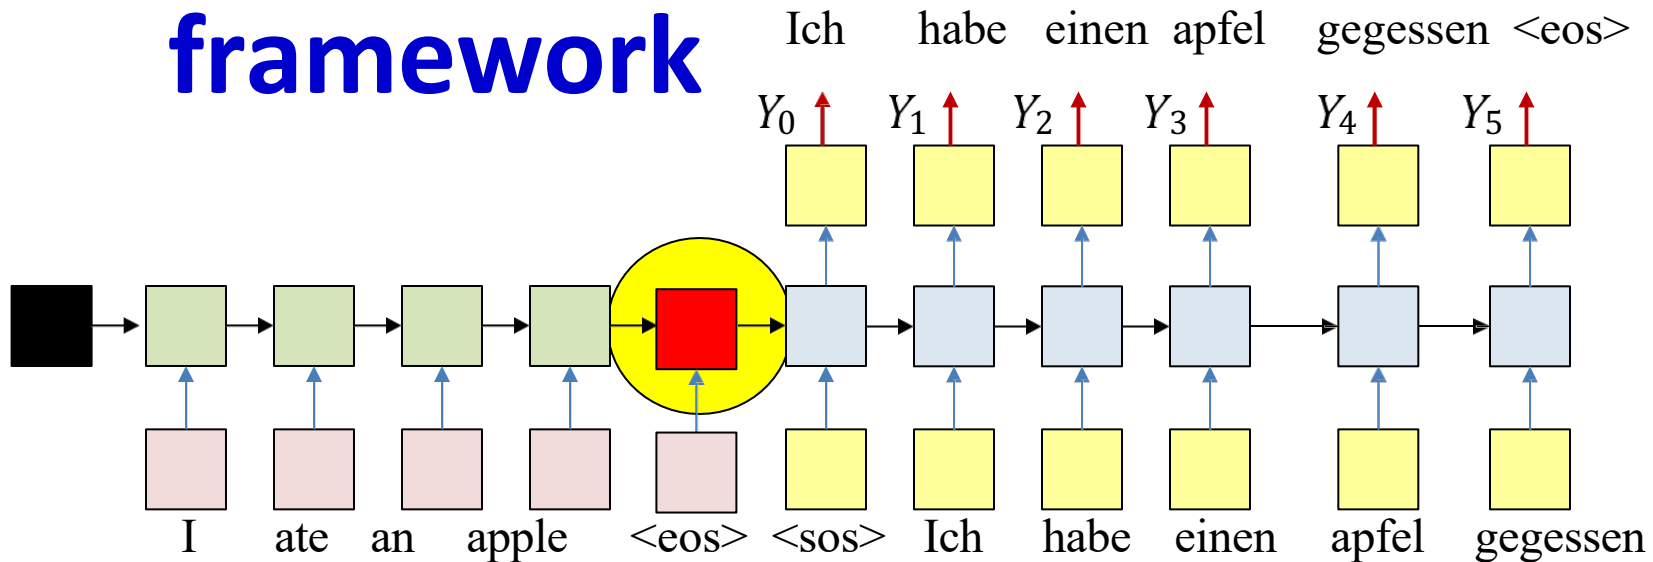 framework
Ich habe einen apfel gegessen <eos>
Y0 Y1 Y2 Y3 Y4 Y5
I ate an apple <eos> <sos> Ich habe einen apfel gegessen